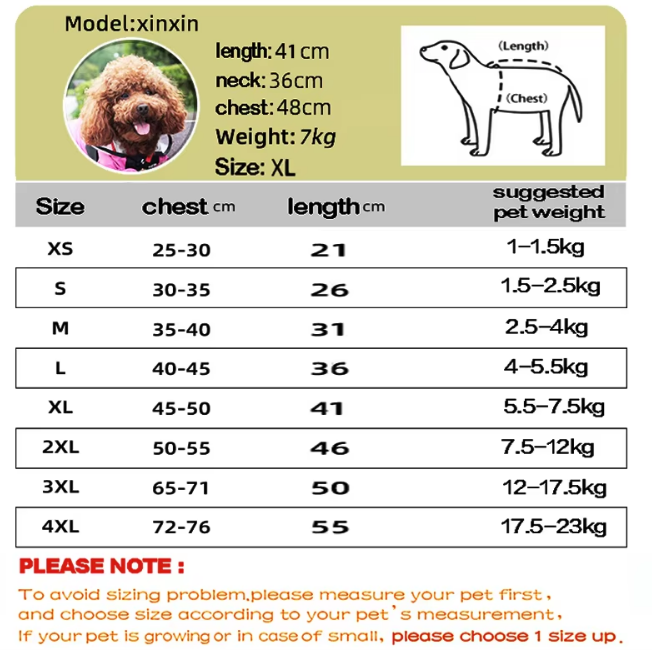 Model:xinxin
length: 41 cm
neck: 36cm
chest: 48cm
Weight: 7kg
Size: XL
(Length)
(Chest)
Size chest cm length cm suggested pet weight
XS 25-30 21 1-1.5kg
S 30-35 26 1.5-2.5kg
M 35-40 31 2.5-4kg
L 40-45 36 4-5.5kg
XL 45-50 41 5.5-7.5kg
2XL 50-55 46 7.5-12kg
3XL 65-71 50 12-17.5kg
4XL 72-76 55 17.5-23kg
PLEASE NOTE :
To avoid sizing problem,please measure your pet first,
and choose size according to your pet's measurement,
If your pet is growing or in case of small, please choose 1 size up.